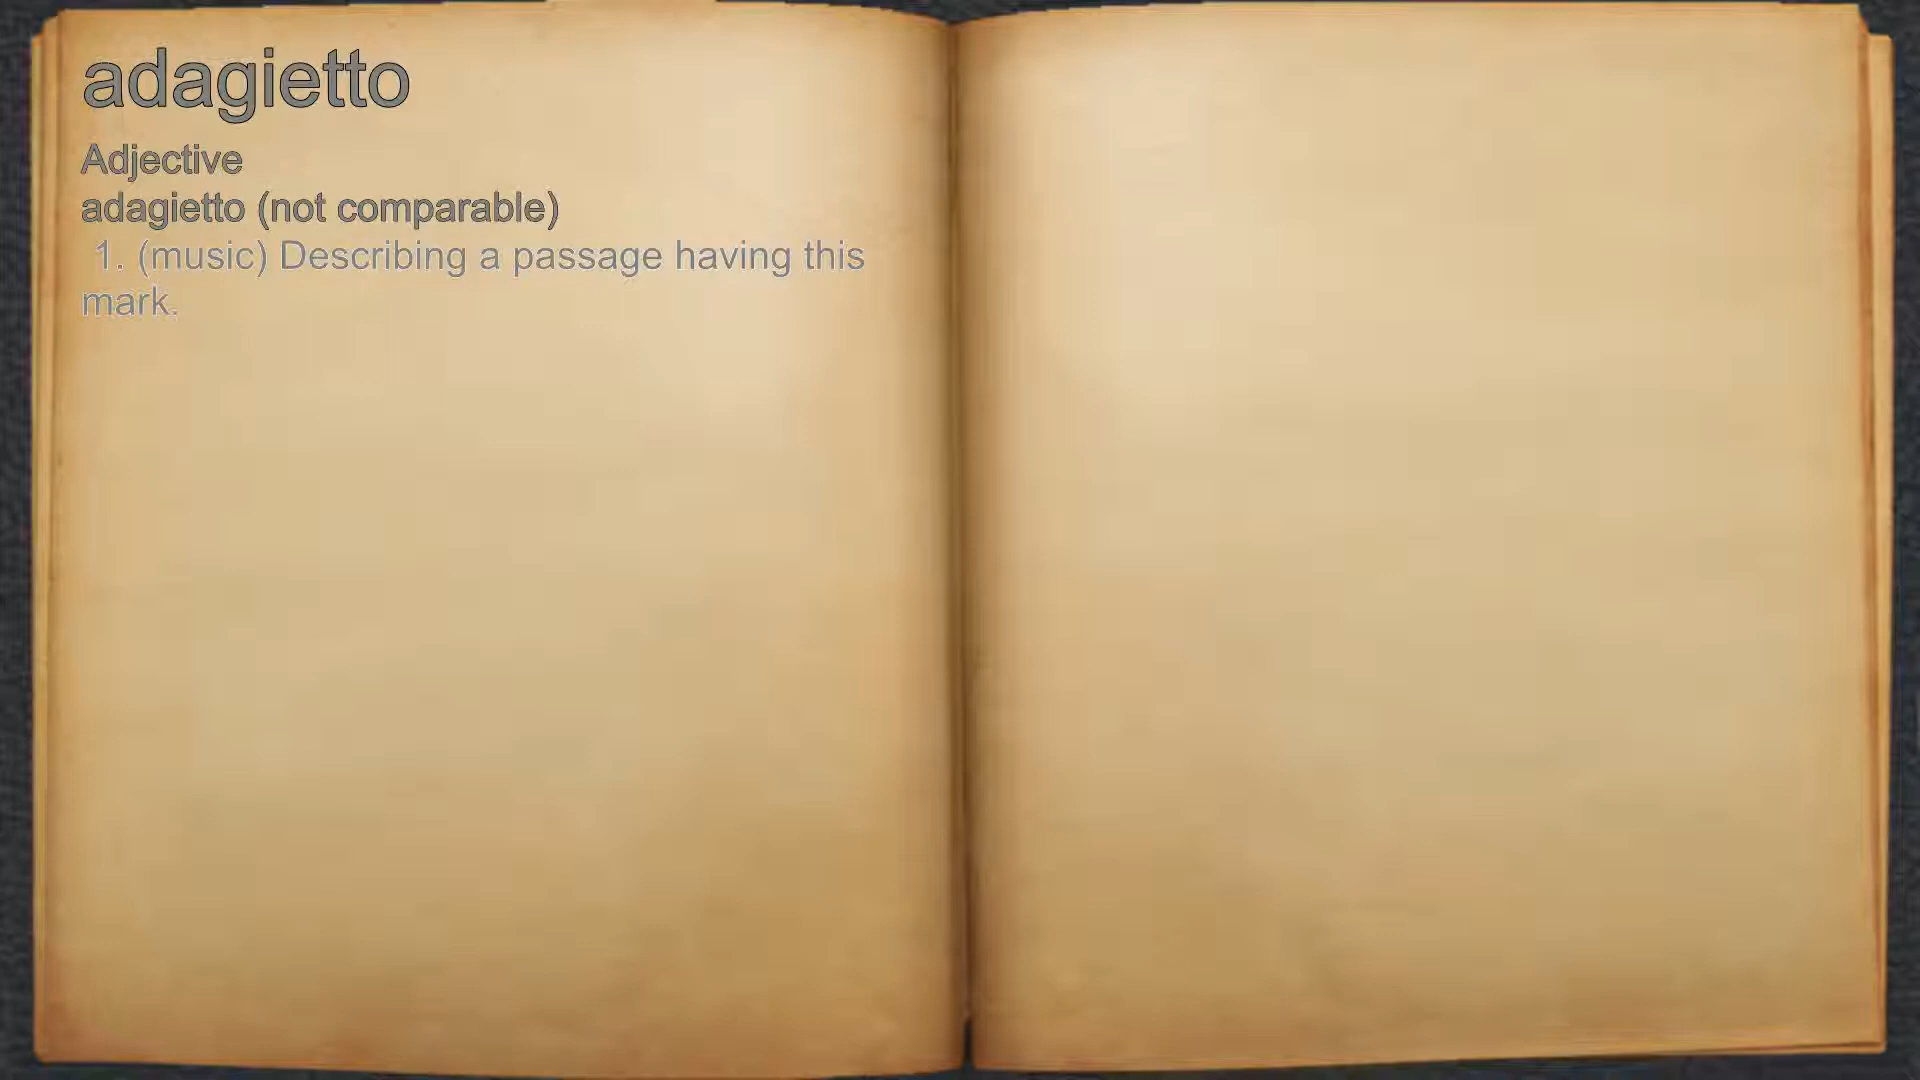 adagietto
Adjective
adagietto (not comparable)
1. (music) Describing a passage having this
mark.